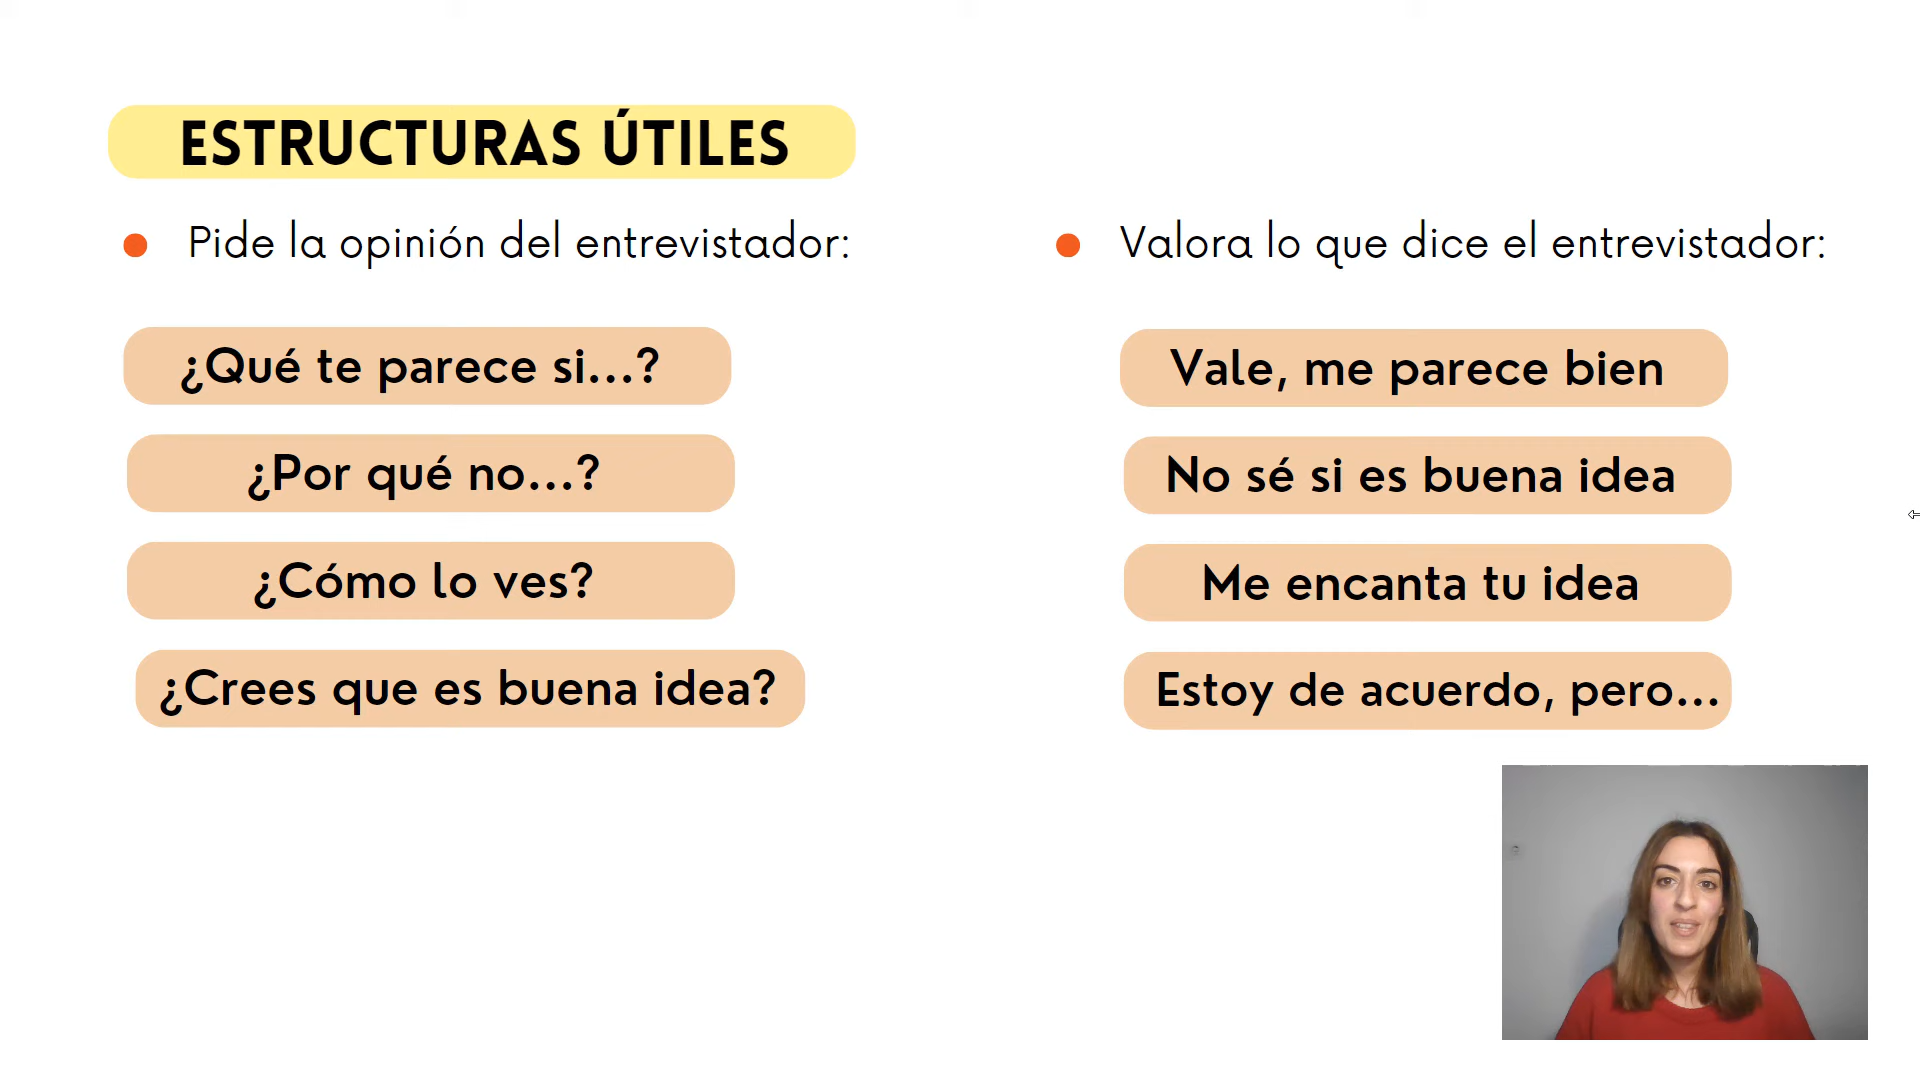 ESTRUCTURAS ÚTILES
Pide la opinión del entrevistador:
¿Qué te parece si...?
¿Por qué no...?
¿Cómo lo ves?
¿Crees que es buena idea?
Valora lo que dice el entrevistador:
Vale, me parece bien
No sé si es buena idea
Me encanta tu idea
Estoy de acuerdo, pero...